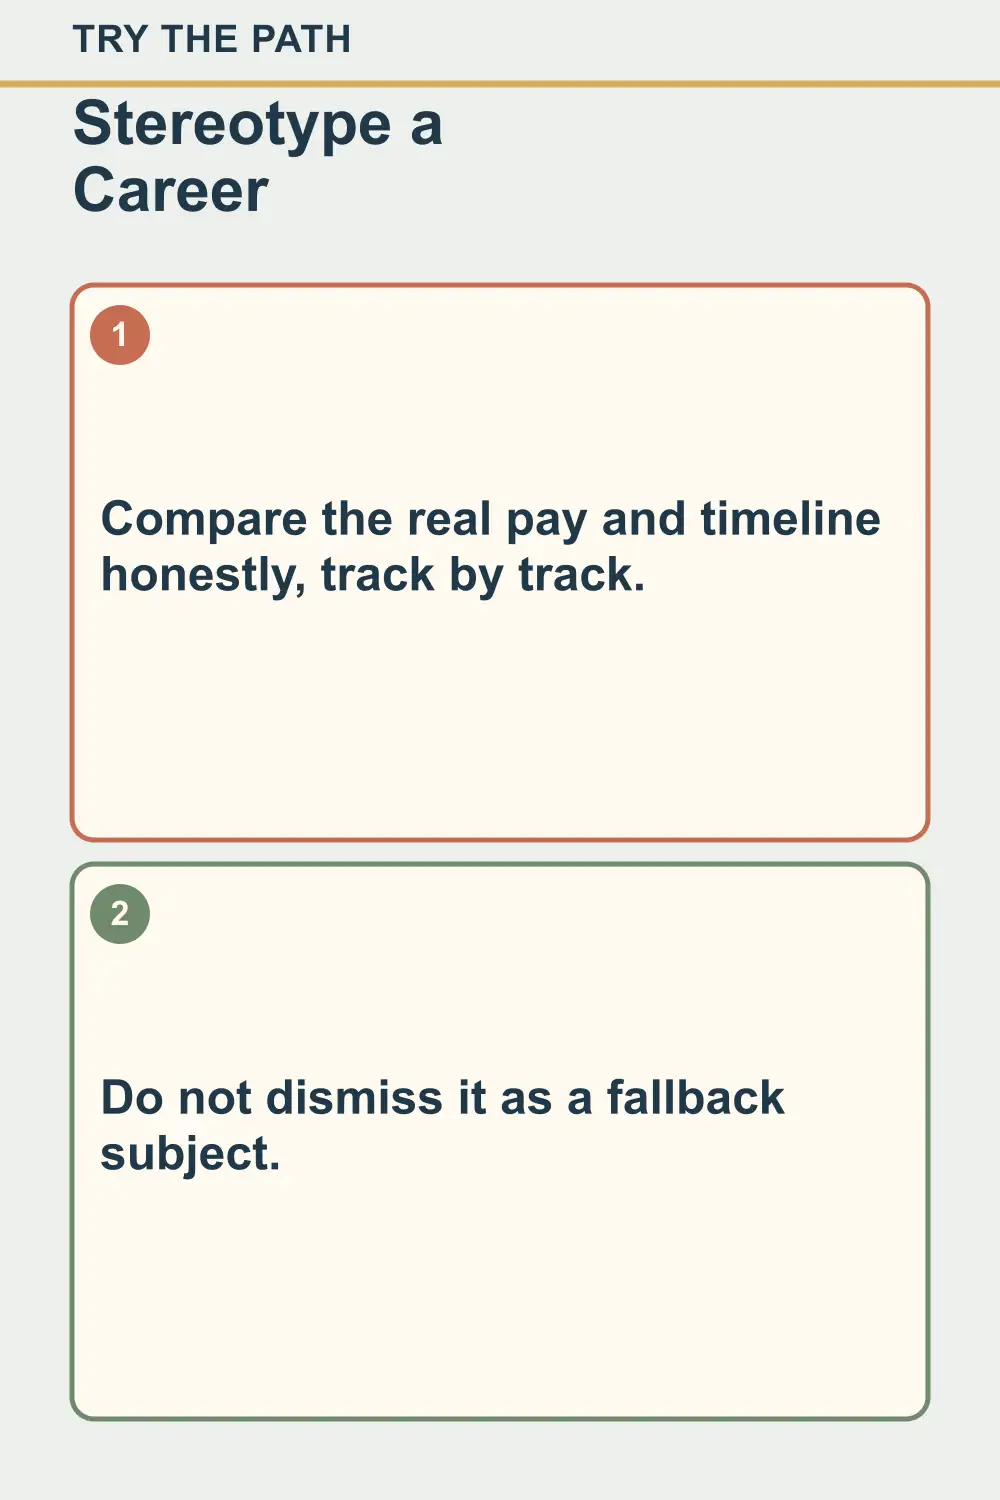 TRY THE PATH
Stereotype a
Career
1
Compare the real pay and timeline
honestly, track by track.
2
Do not dismiss it as a fallback
subject.